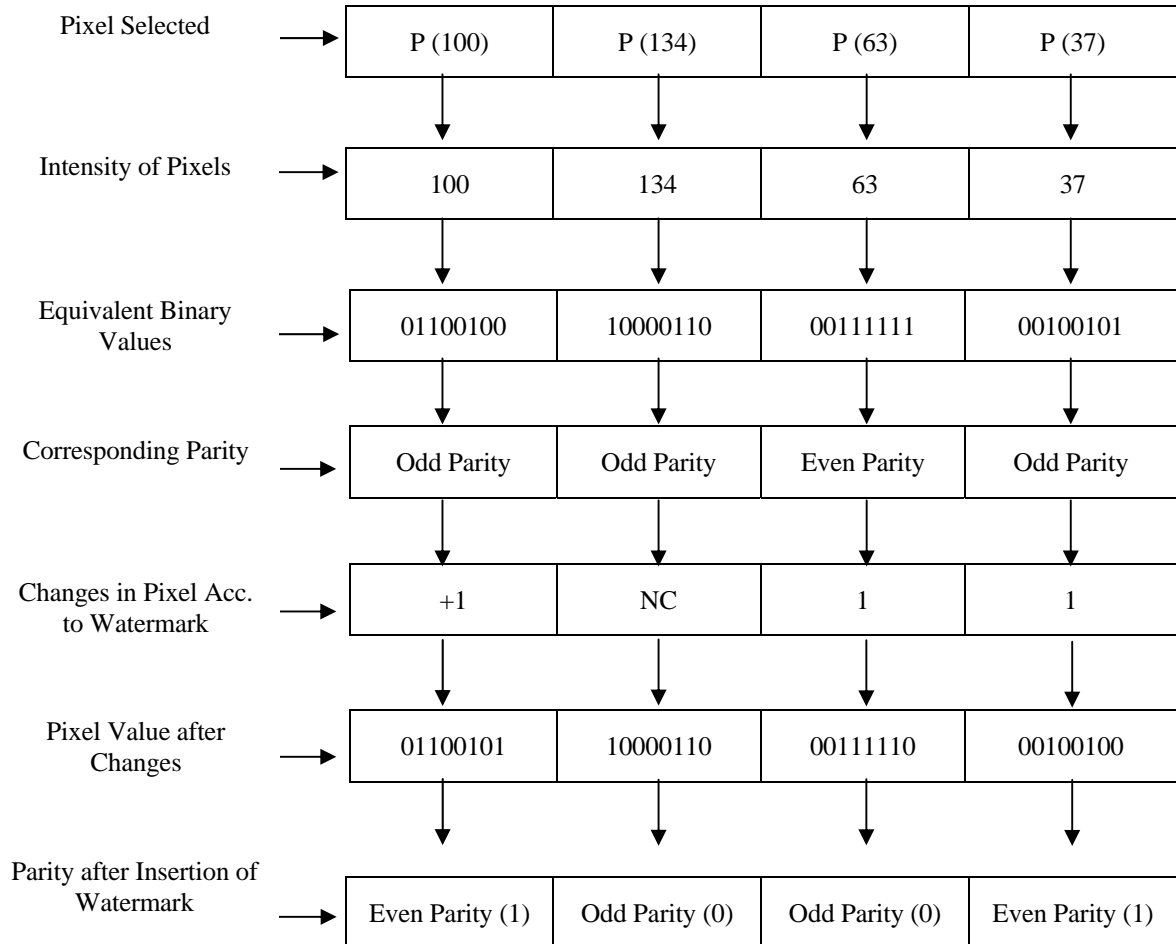 Pixel Selected
P (100) P (134) P (63) P (37)
Intensity of Pixels
100 134 63 37
Equivalent Binary
Values
01100100 10000110 00111111 00100101
Corresponding Parity
Odd Parity Odd Parity Even Parity Odd Parity
Changes in Pixel Acc.
to Watermark
+1 NC 1 1
Pixel Value after
Changes
01100101 10000110 00111110 00100100
Parity after Insertion of
Watermark
Even Parity (1) Odd Parity (0) Odd Parity (0) Even Parity (1)